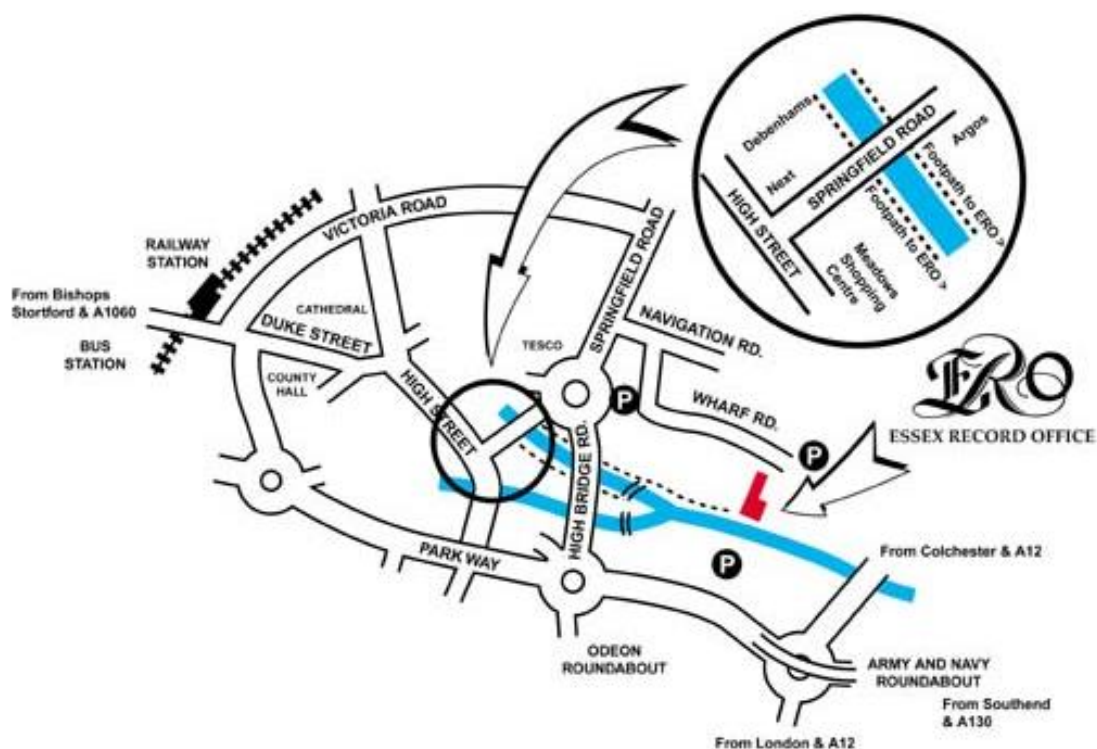 Debenhams
Next
HIGH STREET
SPRINGFIELD ROAD
Argos
Footpath to ERO >
Footpath to ERO >
Meadows
Shopping
Centre
VICTORIA ROAD
SPRINGFIELD ROAD
RAILWAY
STATION
From Bishops
Stortford & A1060
BUS
STATION
CATHEDRAL
DUKE STREET
COUNTY
HALL
HIGH STREET
TESCO
NAVIGATION RD.
WHARF RD.
P
P
ERO
ESSEX RECORD OFFICE
HIGH BRIDGE RD.
PARK WAY
P
From Colchester & A12
ODEON
ROUNDABOUT
ARMY AND NAVY
ROUNDABOUT
From Southend
& A130
From London & A12